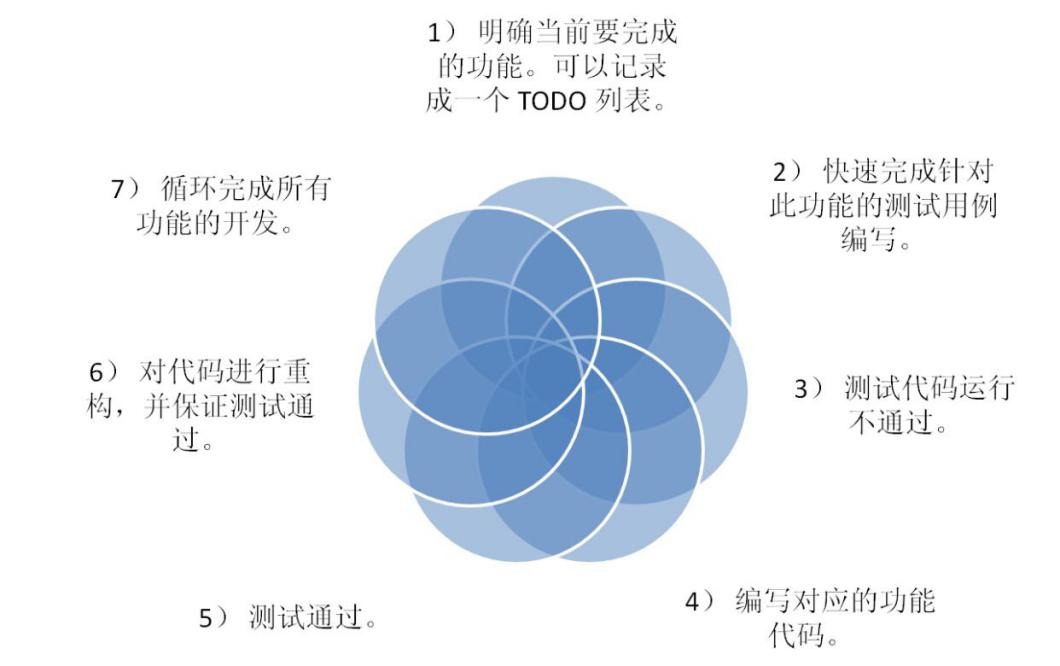 1） 明确当前要完成
的功能。可以记录
成一个 TODO 列表。
2） 快速完成针对
此功能的测试用例
编写。
3） 测试代码运行
不通过。
4） 编写对应的功能
代码。
5） 测试通过。
6） 对代码进行重
构，并保证测试通
过。
7） 循环完成所有
功能的开发。